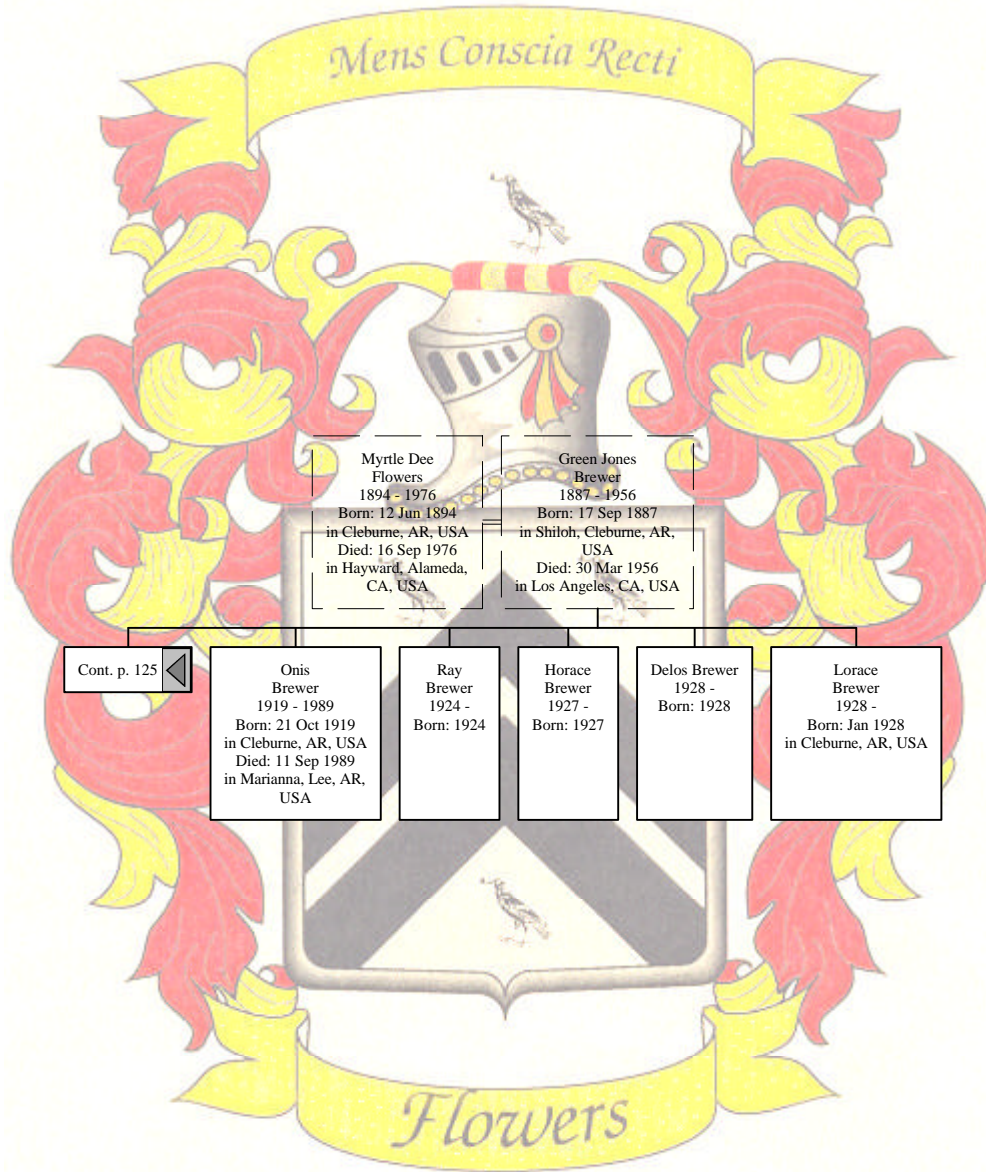 Mens Conscia Recti
Myrtle Dee
Flowers
1894 - 1976
Born: 12 Jun 1894
in Cleburne, AR, USA
Died: 16 Sep 1976
in Hayward, Alameda,
CA, USA
Green Jones
Brewer
1887 - 1956
Born: 17 Sep 1887
in Shiloh, Cleburne, AR,
USA
Died: 30 Mar 1956
in Los Angeles, CA, USA
Cont. p. 125
Onis
Brewer
1919 - 1989
Born: 21 Oct 1919
in Cleburne, AR, USA
Died: 11 Sep 1989
in Marianna, Lee, AR,
USA
Ray
Brewer
1924 -
Born: 1924
Horace
Brewer
1927 -
Born: 1927
Delos Brewer
1928 -
Born: 1928
Lorace
Brewer
1928 -
Born: Jan 1928
in Cleburne, AR, USA
Flowers